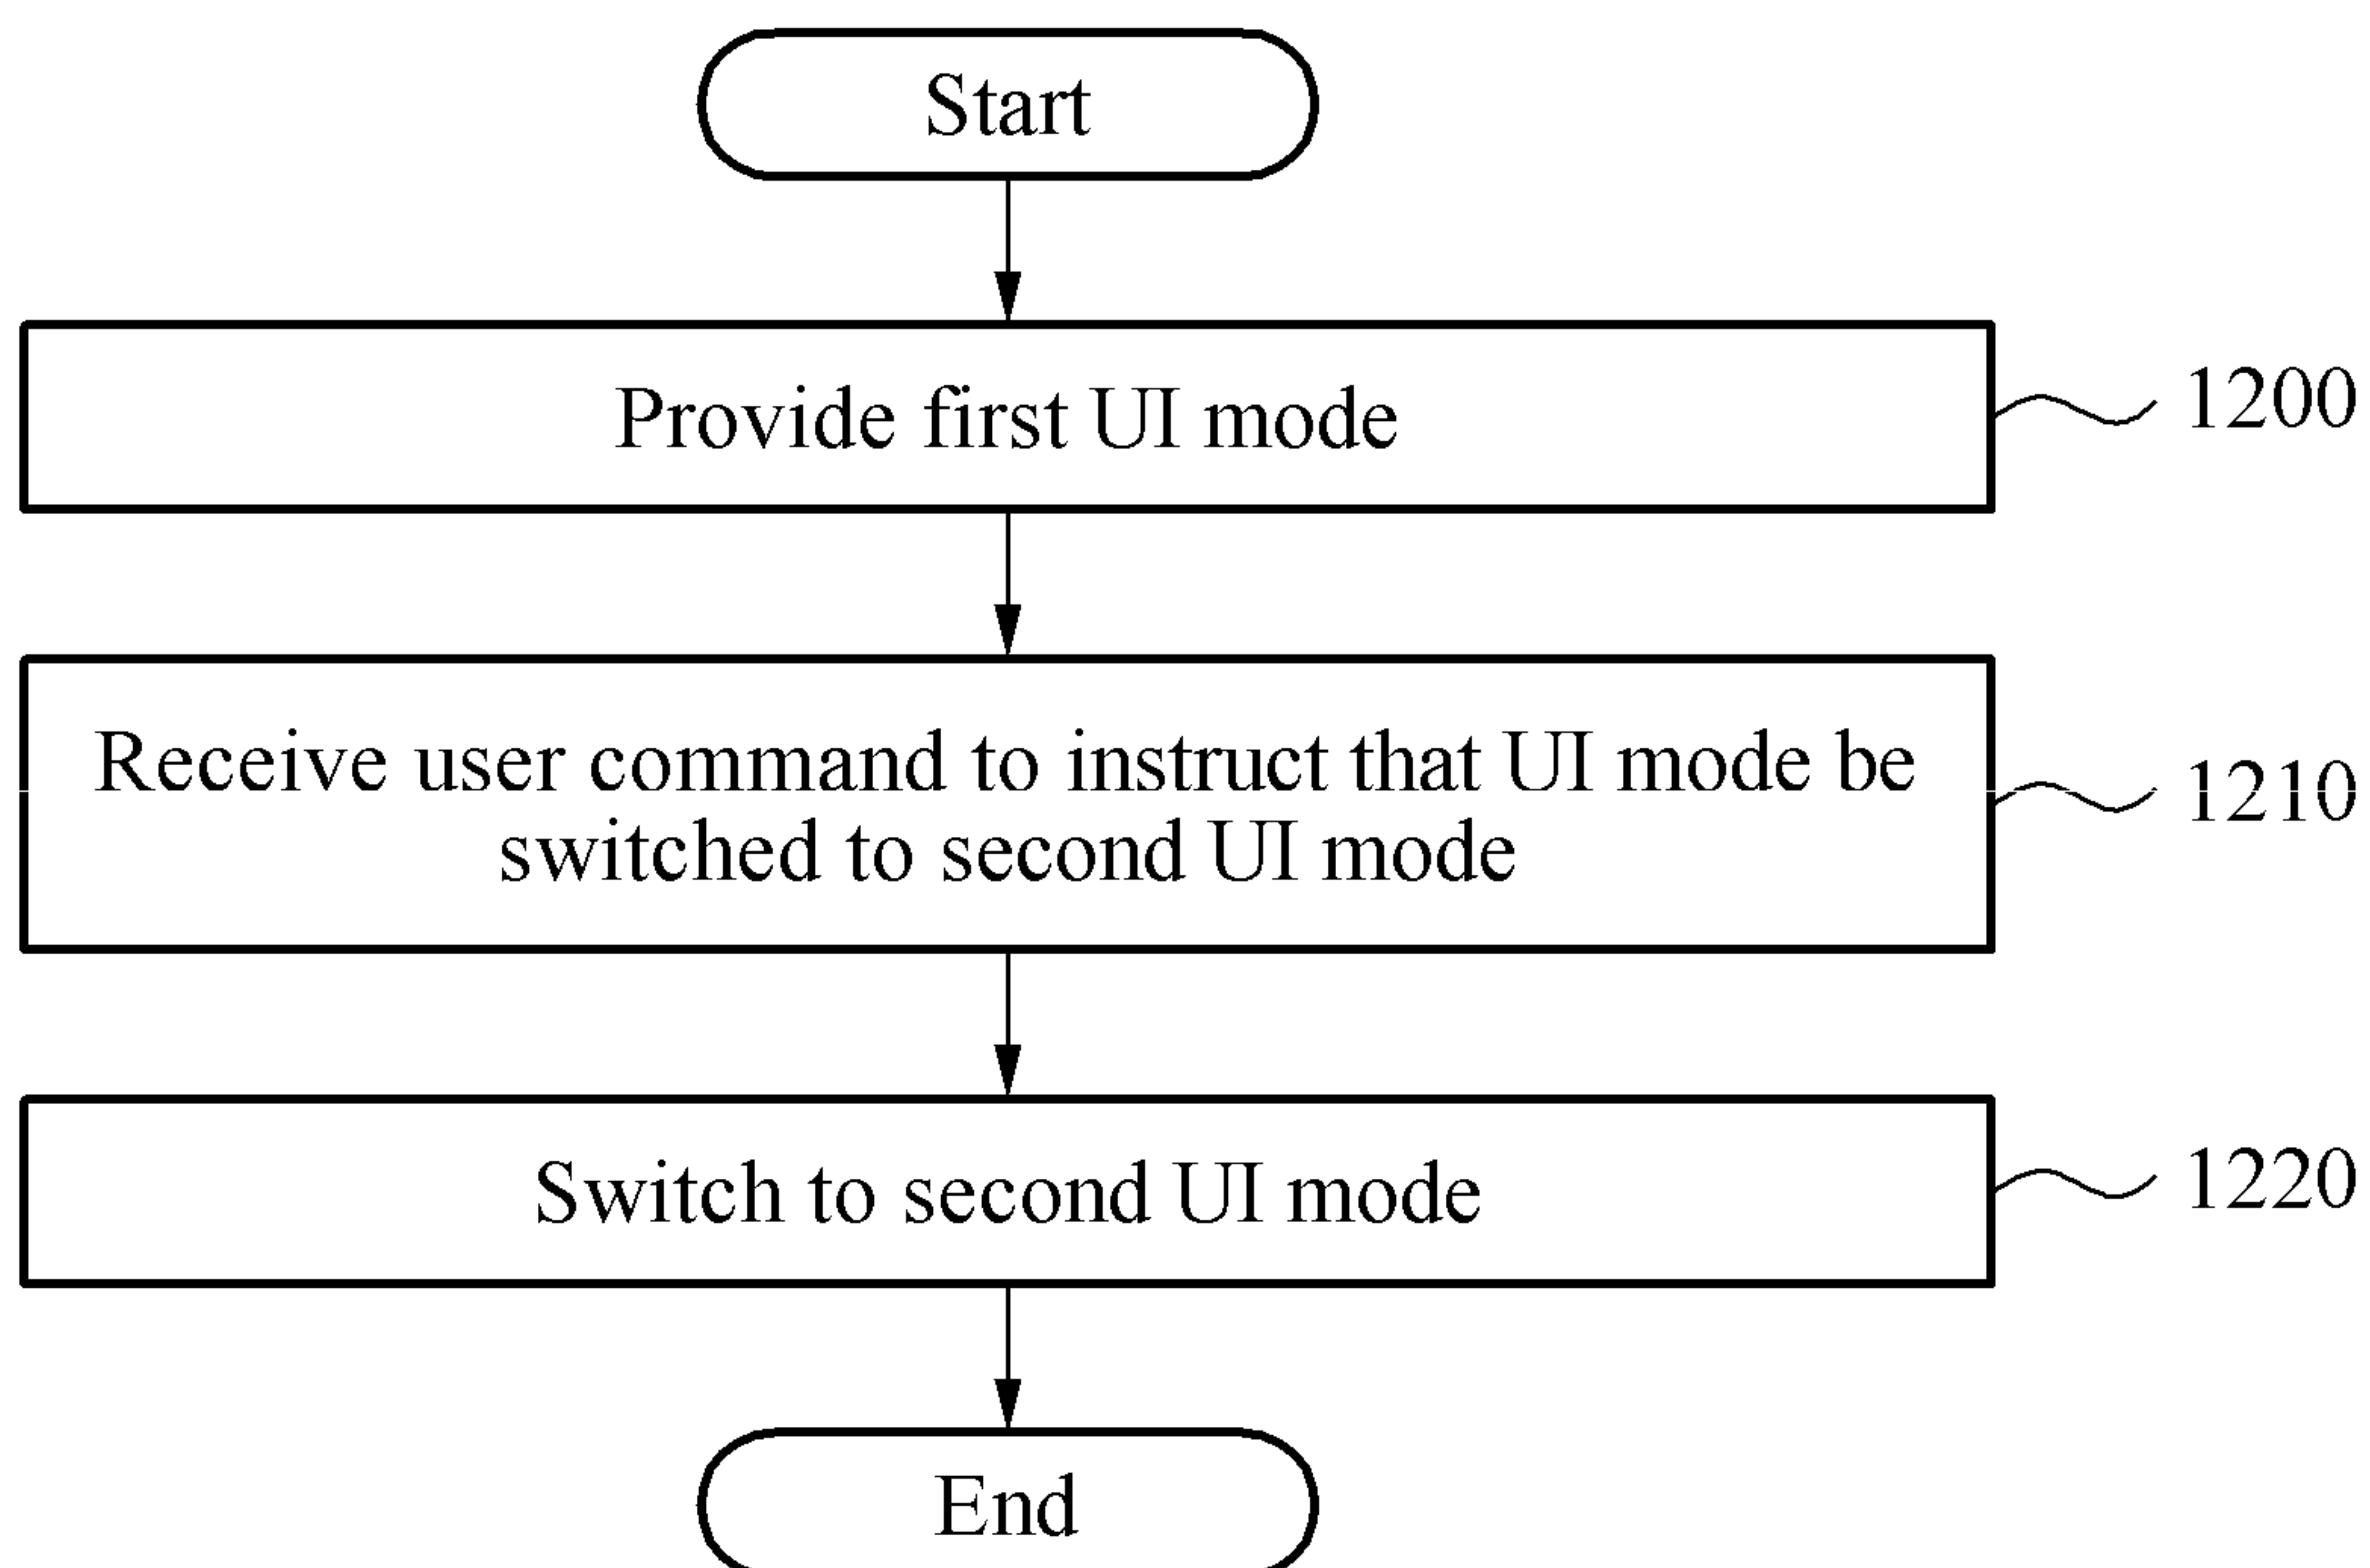 Start
Provide first UI mode
1200
Receive user command to instruct that UI mode be
switched to second UI mode
1210
Switch to second UI mode
1220
End